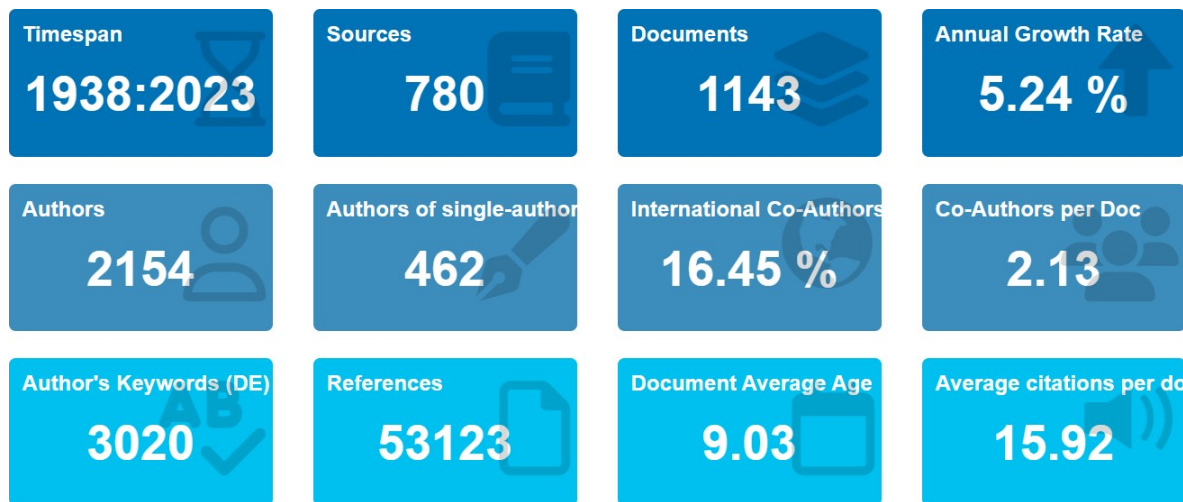 Timespan
1938:2023
Sources
780
Documents
1143
Annual Growth Rate
5.24 %
Authors
2154
Authors of single-author
462
International Co-Authors
16.45 %
Co-Authors per Doc
2.13
Author's Keywords (DE)
3020
References
53123
Document Average Age
9.03
Average citations per do
15.92
AB